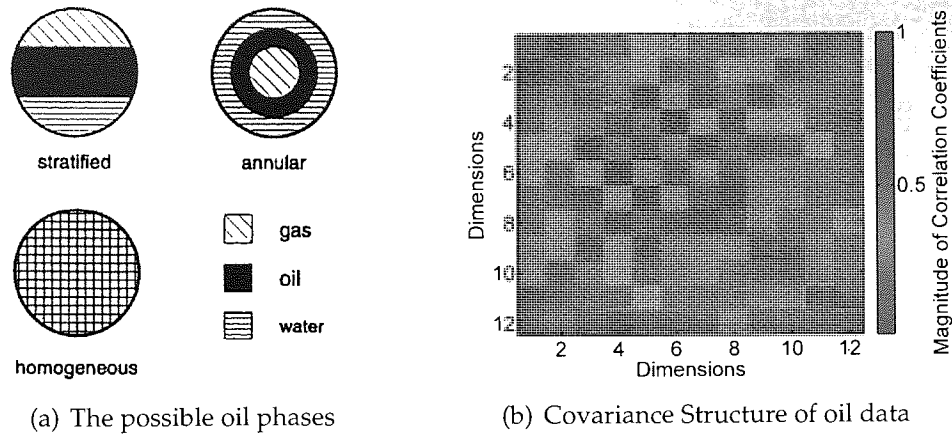 stratified
annular
homogeneous
gas
oil
water
(a) The possible oil phases
Dimensions
2
4
6
8
10
12
2
4
6
8
10
12
Dimensions
1
0.5
Magnitude of Correlation Coefficients
(b) Covariance Structure of oil data